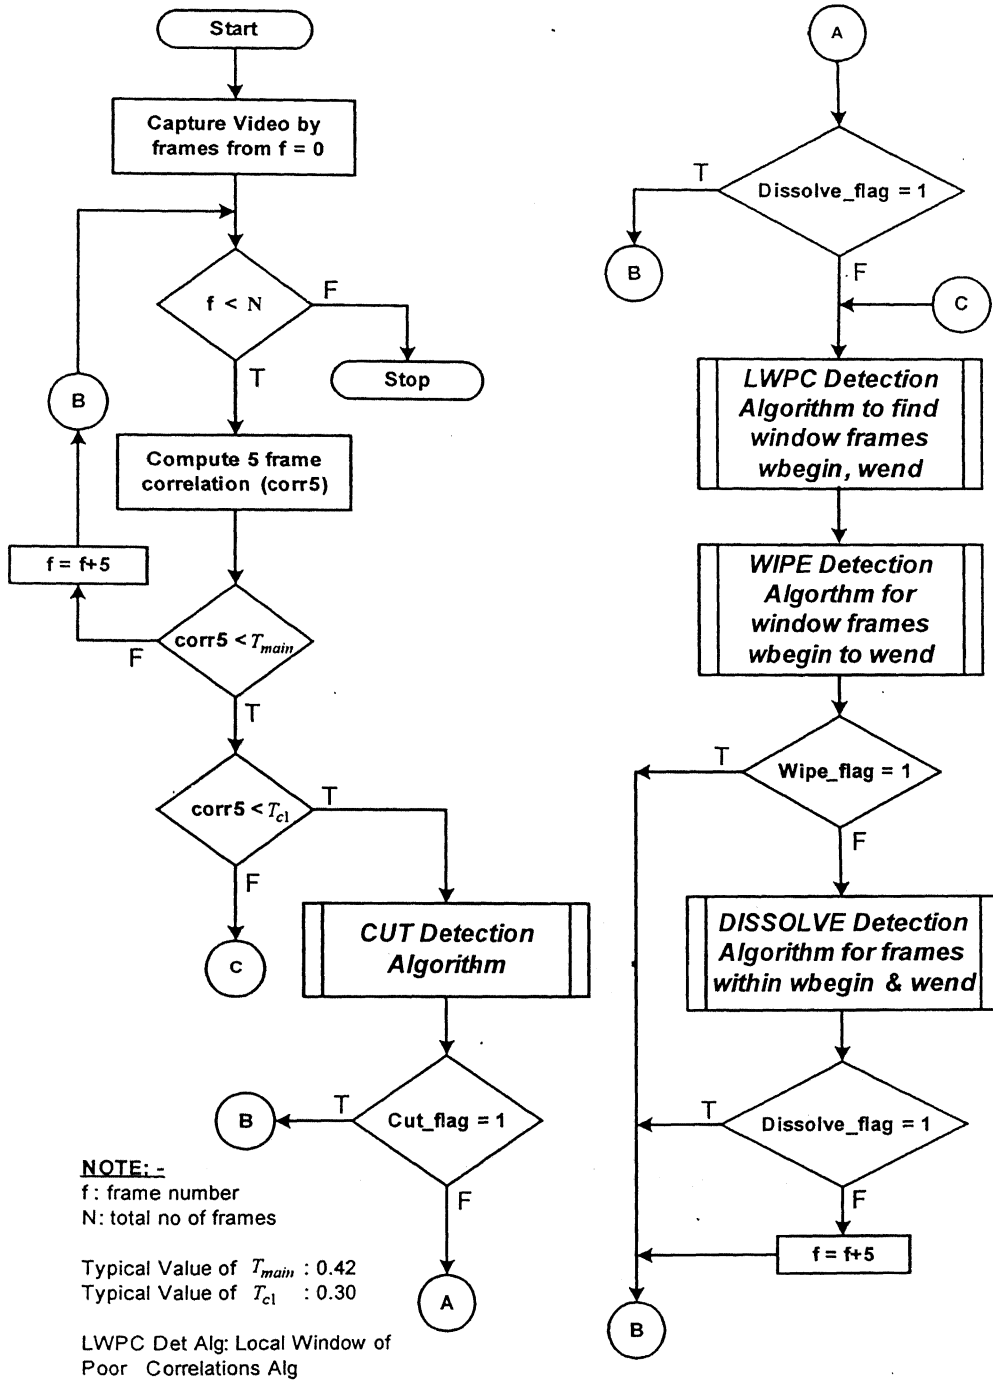 Start
Capture Video by
frames from f = 0
f < N
F
T
Stop
B
Compute 5 frame
correlation (corr5)
f = f+5
corr5 < Tmain
F
T
corr5 < Tc1
T
F
C
CUT Detection
Algorithm
Cut_flag = 1
T
B
F
A
NOTE: -
f : frame number
N: total no of frames
Typical Value of Tmain : 0.42
Typical Value of Tc1 : 0.30
LWPC Det Alg: Local Window of
Poor Correlations Alg
A
Dissolve_flag = 1
T
B
F
C
LWPC Detection
Algorithm to find
window frames
wbegin, wend
WIPE Detection
Algorthm for
window frames
wbegin to wend
Wipe_flag = 1
T
F
DISSOLVE Detection
Algorithm for frames
within wbegin & wend
Dissolve_flag = 1
T
F
f = f+5
B